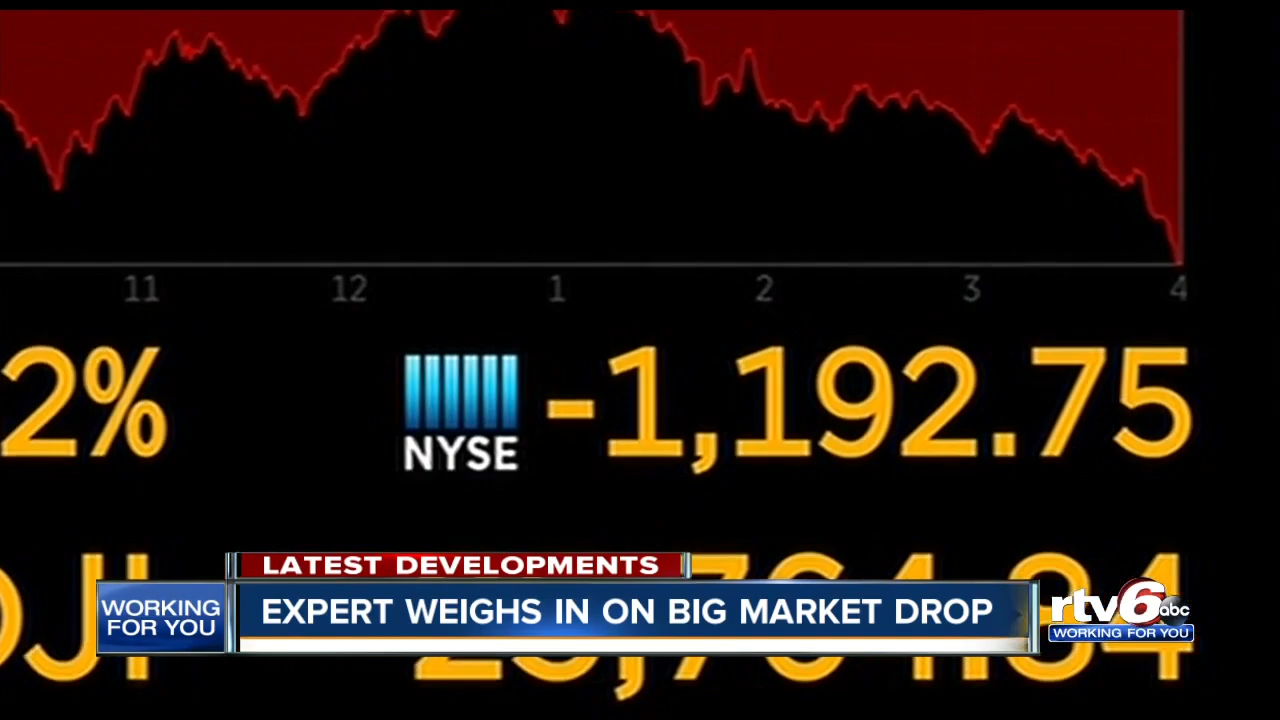 11 12 1 2 3 4
2% NYSE -1,192.75
LATEST DEVELOPMENTS
WORKING
FOR YOU
EXPERT WEIGHS IN ON BIG MARKET DROP
rtv6 abc
WORKING FOR YOU